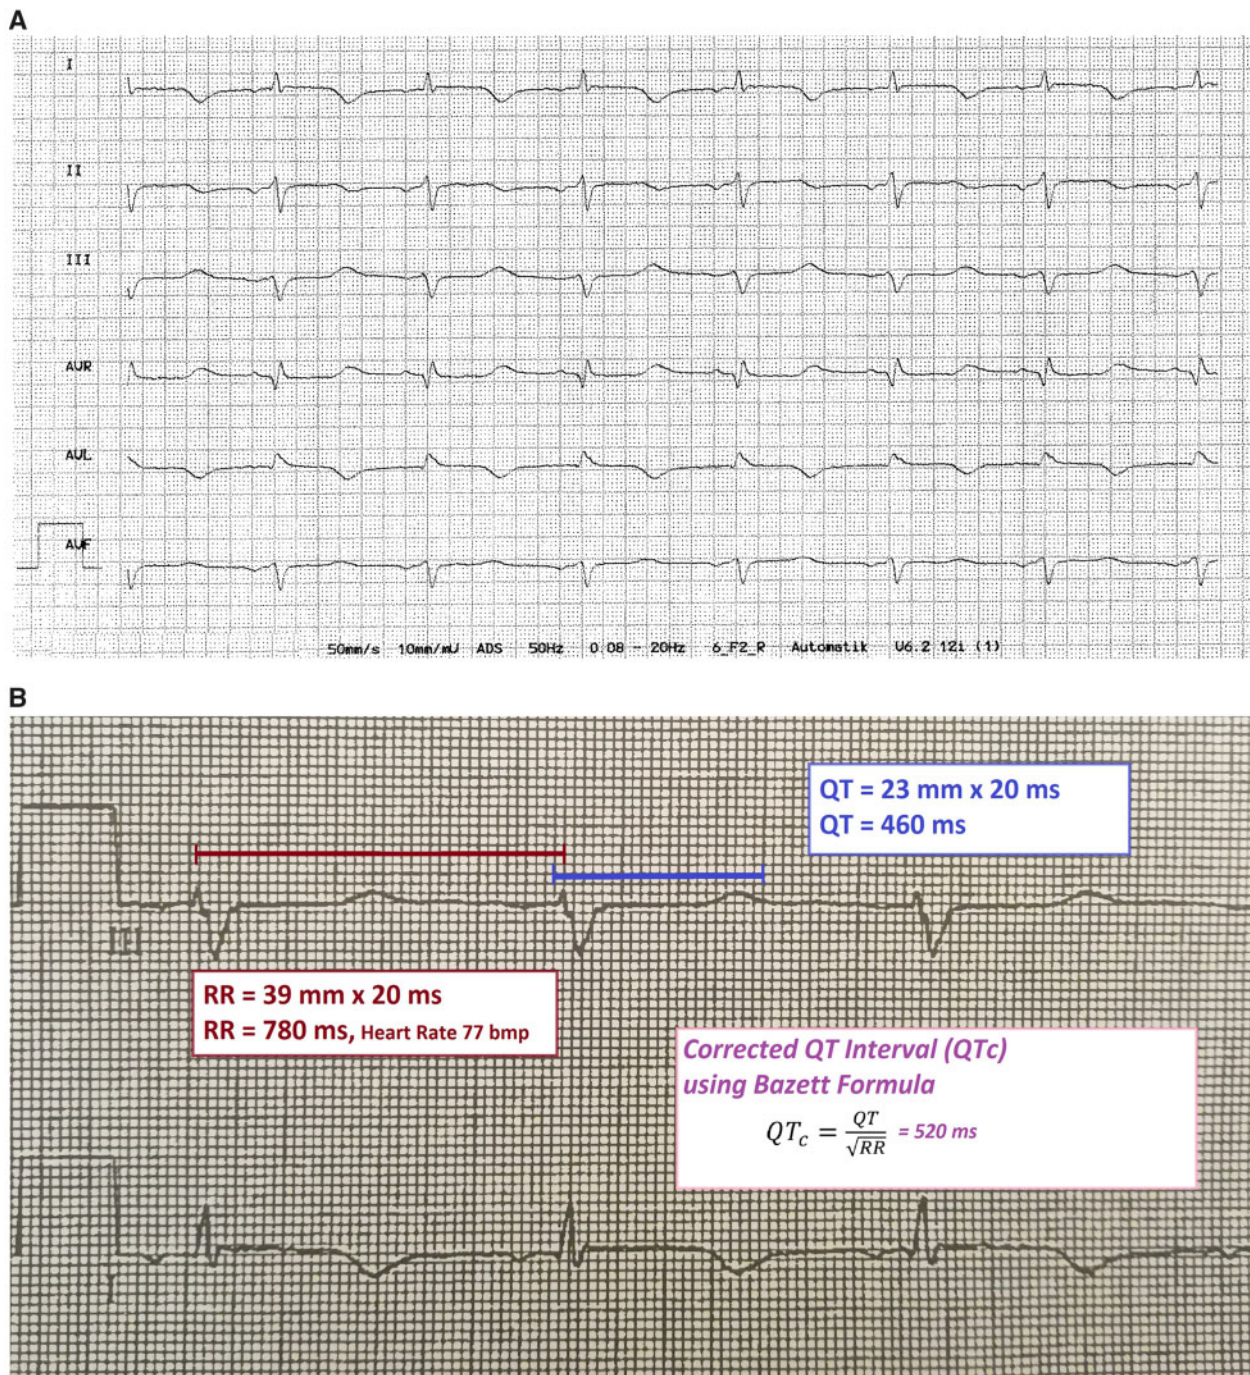 A
I
II
III
AVR
AVL
AVF
50mm/s 10mm/mV ADS 50Hz 0.08 - 20Hz 6_F2_R Automatik V6.2 12i (1)
B
QT = 23 mm x 20 ms
QT = 460 ms
III
RR = 39 mm x 20 ms
RR = 780 ms, Heart Rate 77 bmp
Corrected QT Interval (QTc)
using Bazett Formula
QTc = QT/√RR = 520 ms
I